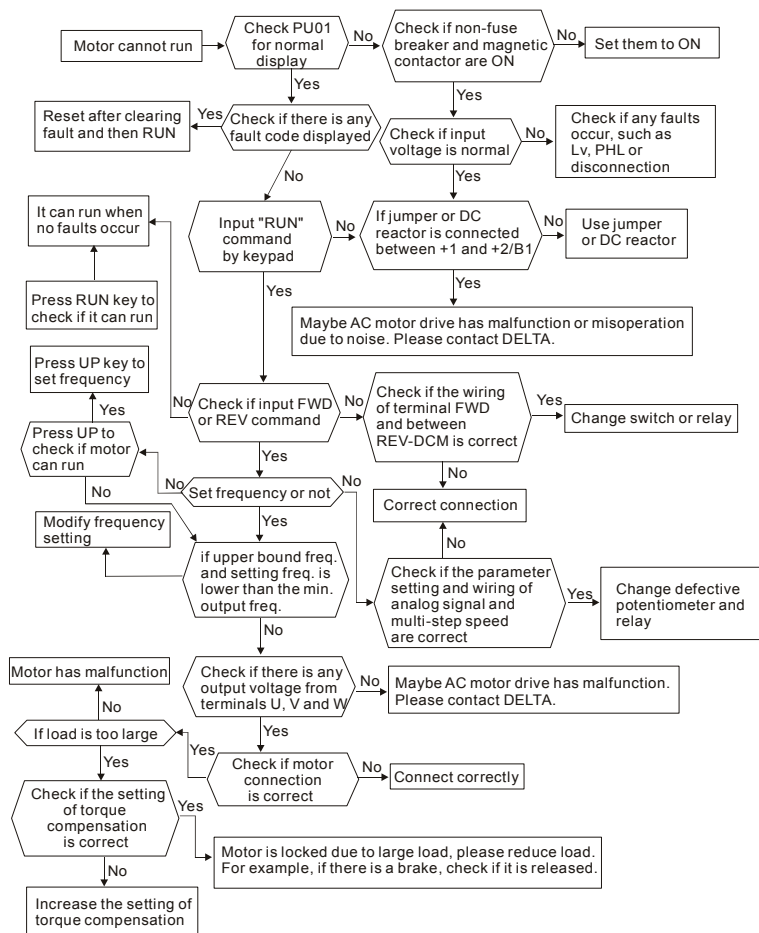 Motor cannot run
Check PU01
for normal
display
No
Check if non-fuse
breaker and magnetic
contactor are ON
No
Set them to ON
Yes
Yes
Reset after clearing
fault and then RUN
Yes
Check if there is any
fault code displayed
Check if input
voltage is normal
No
Check if any faults
occur, such as
Lv, PHL or
disconnection
No
Yes
It can run when
no faults occur
Input "RUN"
command
by keypad
No
If jumper or DC
reactor is connected
between +1 and +2/B1
No
Use jumper
or DC reactor
Press RUN key to
check if it can run
Yes
Yes
Maybe AC motor drive has malfunction or misoperation
due to noise. Please contact DELTA.
Press UP key to
set frequency
No
Check if input FWD
or REV command
No
Check if the wiring
of terminal FWD
and between
REV-DCM is correct
Yes
Change switch or relay
Yes
Press UP to
check if motor
can run
Yes
No
No
Set frequency or not
No
No
Correct connection
Modify frequency
setting
Yes
No
if upper bound freq.
and setting freq. is
lower than the min.
output freq.
Check if the parameter
setting and wiring of
analog signal and
multi-step speed
are correct
Yes
Change defective
potentiometer and
relay
No
Motor has malfunction
Check if there is any
output voltage from
terminals U, V and W
No
Maybe AC motor drive has malfunction.
Please contact DELTA.
No
If load is too large
Yes
Yes
Yes
Check if motor
connection
is correct
No
Connect correctly
Check if the setting
of torque
compensation
is correct
Yes
Motor is locked due to large load, please reduce load.
For example, if there is a brake, check if it is released.
No
Increase the setting of
torque compensation